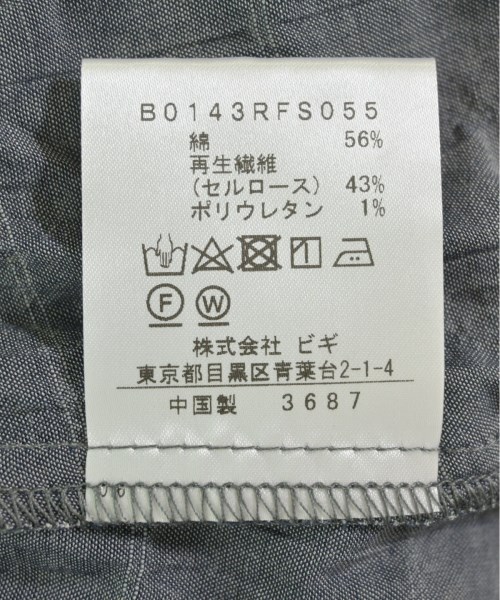 B0143RFS055
綿 56%
再生繊維
(セルロース) 43%
ポリウレタン 1%
F W
株式会社 ビギ
東京都目黒区青葉台2-1-4
中国製 3687